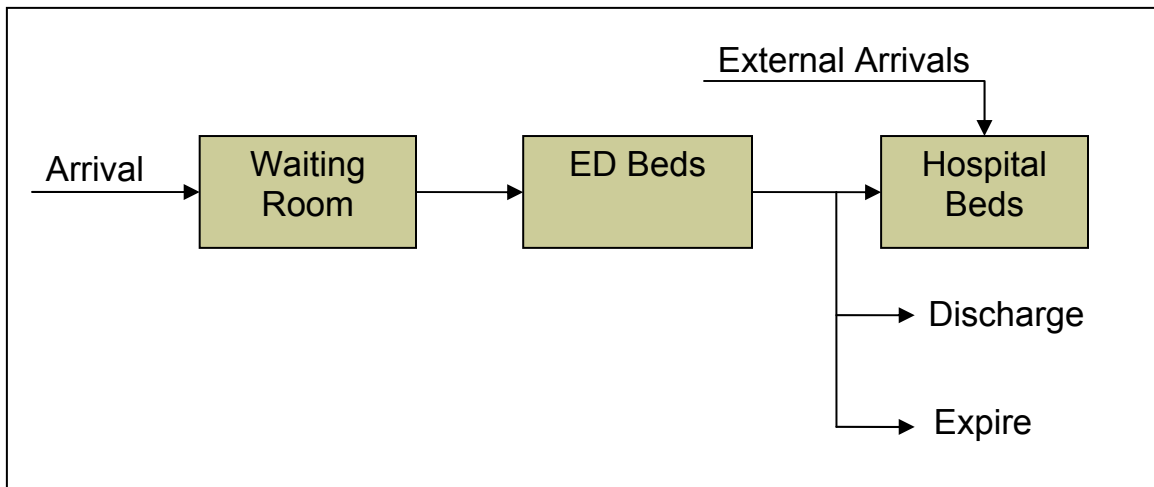 External Arrivals
Arrival
Waiting
Room
ED Beds
Hospital
Beds
Discharge
Expire